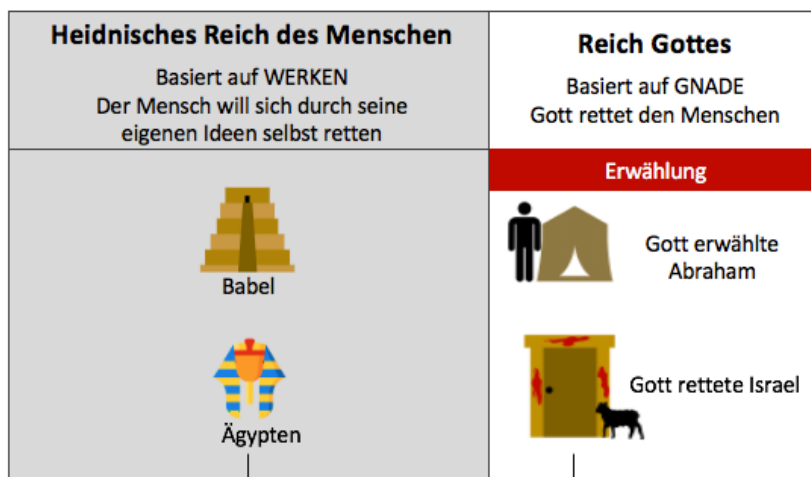 Heidnisches Reich des Menschen
Basiert auf WERKEN
Der Mensch will sich durch seine
eigenen Ideen selbst retten
Reich Gottes
Basiert auf GNADE
Gott rettet den Menschen
Erwählung
Babel
Gott erwählte
Abraham
Ägypten
Gott rettete Israel